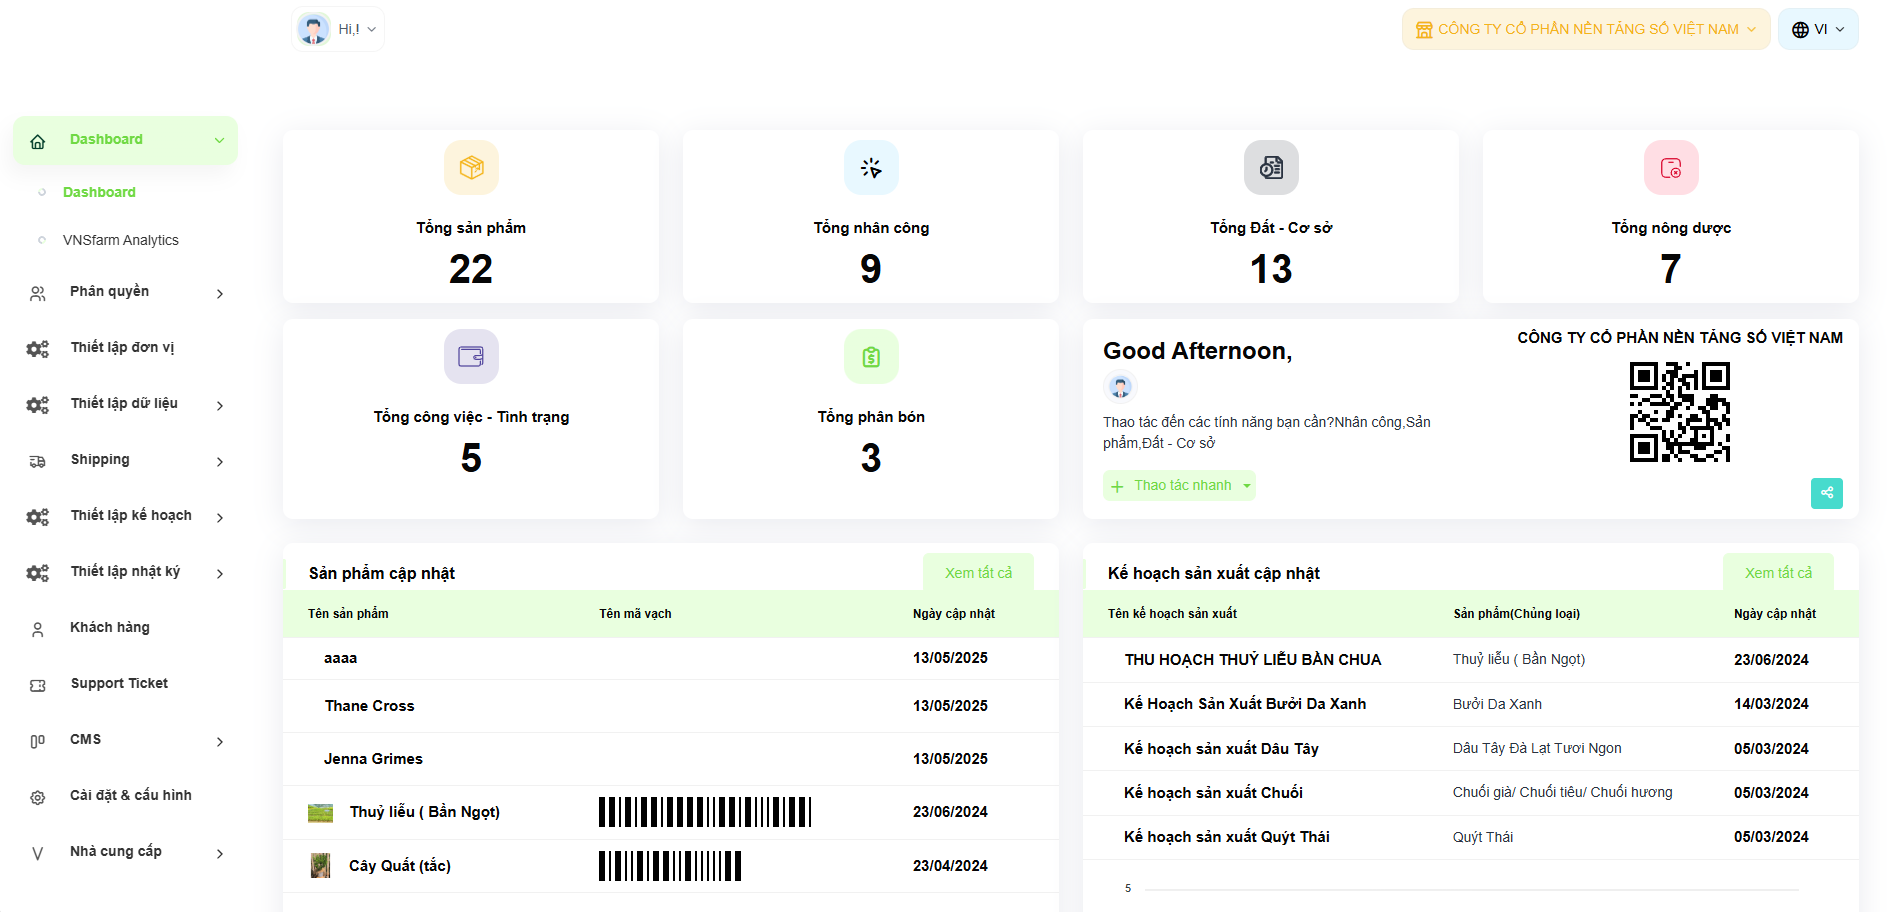 Hi,!
CÔNG TY CỔ PHẦN NỀN TẢNG SỐ VIỆT NAM
VI
Dashboard
Dashboard
VNSfarm Analytics
Phân quyền
Thiết lập đơn vị
Thiết lập dữ liệu
Shipping
Thiết lập kế hoạch
Thiết lập nhật ký
Khách hàng
Support Ticket
CMS
Cài đặt & cấu hình
Nhà cung cấp
Tổng sản phẩm
22
Tổng nhân công
9
Tổng Đất - Cơ sở
13
Tổng nông dược
7
Tổng công việc - Tình trạng
5
Tổng phân bón
3
Good Afternoon,
Thao tác đến các tính năng bạn cần?Nhân công,Sản
phẩm,Đất - Cơ sở
Thao tác nhanh
CÔNG TY CỔ PHẦN NỀN TẢNG SỐ VIỆT NAM
Sản phẩm cập nhật
Xem tất cả
Tên sản phẩm Tên mã vạch Ngày cập nhật
aaaa 13/05/2025
Thane Cross 13/05/2025
Jenna Grimes 13/05/2025
Thuỷ liễu ( Bần Ngọt) 23/06/2024
Cây Quất (tắc) 23/04/2024
Kế hoạch sản xuất cập nhật
Xem tất cả
Tên kế hoạch sản xuất Sản phẩm(Chủng loại) Ngày cập nhật
THU HOẠCH THUỶ LIỄU BẦN CHUA Thuỷ liễu ( Bần Ngọt) 23/06/2024
Kế Hoạch Sản Xuất Bưởi Da Xanh Bưởi Da Xanh 14/03/2024
Kế hoạch sản xuất Dâu Tây Dâu Tây Đà Lạt Tươi Ngon 05/03/2024
Kế hoạch sản xuất Chuối Chuối già/ Chuối tiêu/ Chuối hương 05/03/2024
Kế hoạch sản xuất Quýt Thái Quýt Thái 05/03/2024
5